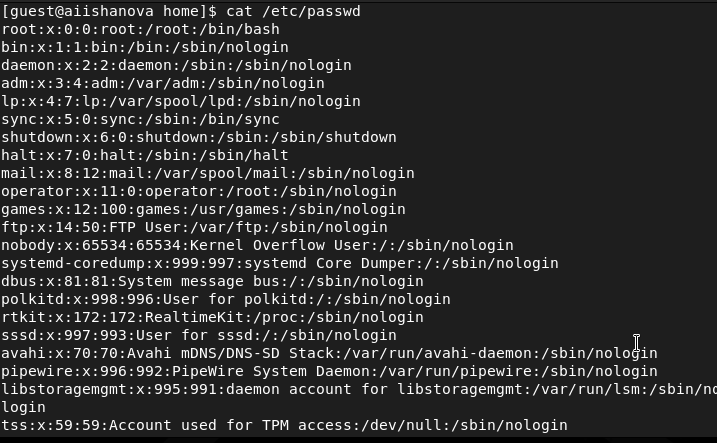 [guest@aiishanova home]$ cat /etc/passwd
root:x:0:0:root:/root:/bin/bash
bin:x:1:1:bin:/bin:/sbin/nologin
daemon:x:2:2:daemon:/sbin:/sbin/nologin
adm:x:3:4:adm:/var/adm:/sbin/nologin
lp:x:4:7:lp:/var/spool/lpd:/sbin/nologin
sync:x:5:0:sync:/sbin:/bin/sync
shutdown:x:6:0:shutdown:/sbin:/sbin/shutdown
halt:x:7:0:halt:/sbin:/sbin/halt
mail:x:8:12:mail:/var/spool/mail:/sbin/nologin
operator:x:11:0:operator:/root:/sbin/nologin
games:x:12:100:games:/usr/games:/sbin/nologin
ftp:x:14:50:FTP User:/var/ftp:/sbin/nologin
nobody:x:65534:65534:Kernel Overflow User:/:/sbin/nologin
systemd-coredump:x:999:997:systemd Core Dumper:/:/sbin/nologin
dbus:x:81:81:System message bus:/:/sbin/nologin
polkitd:x:998:996:User for polkitd:/:/sbin/nologin
rtkit:x:172:172:RealtimeKit:/proc:/sbin/nologin
sssd:x:997:993:User for sssd:/:/sbin/nologin
avahi:x:70:70:Avahi mDNS/DNS-SD Stack:/var/run/avahi-daemon:/sbin/nologin
pipewire:x:996:992:PipeWire System Daemon:/var/run/pipewire:/sbin/nologin
libstoragemgmt:x:995:991:daemon account for libstoragemgmt:/var/run/lsm:/sbin/no
login
tss:x:59:59:Account used for TPM access:/dev/null:/sbin/nologin